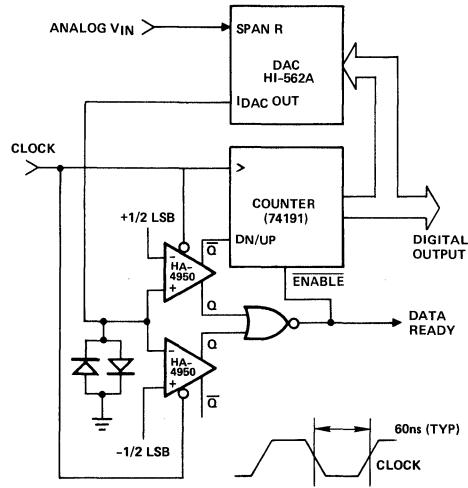 ANALOG VIN
SPAN R
DAC
HI-562A
IDAC OUT
CLOCK
>
COUNTER
(74191)
DN/UP
ENABLE
DIGITAL
OUTPUT
+1/2 LSB
-
HA-
4950
+
Q
Q
DATA
READY
-
HA-
4950
+
Q
Q
-1/2 LSB
60ns (TYP)
CLOCK